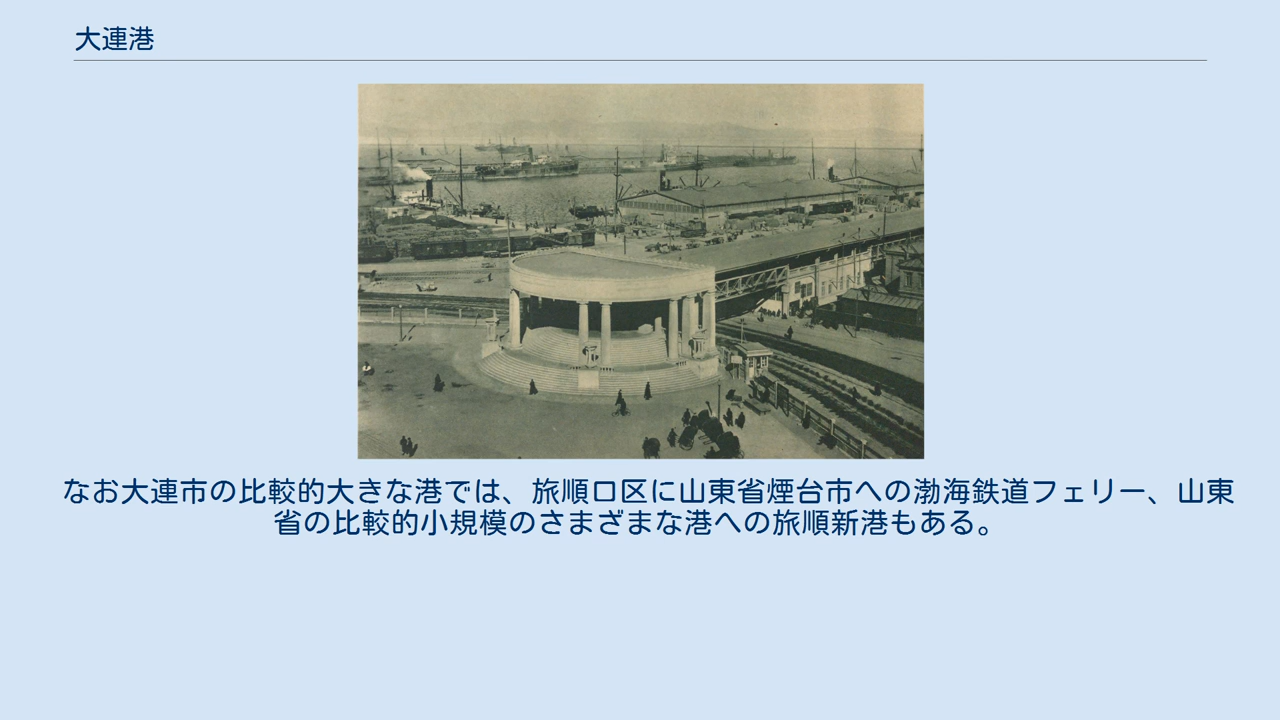 大連港
なお大連市の比較的大きな港では、旅順口区に山東省煙台市への渤海鉄道フェリー、山東
省の比較的小規模のさまざまな港への旅順新港もある。